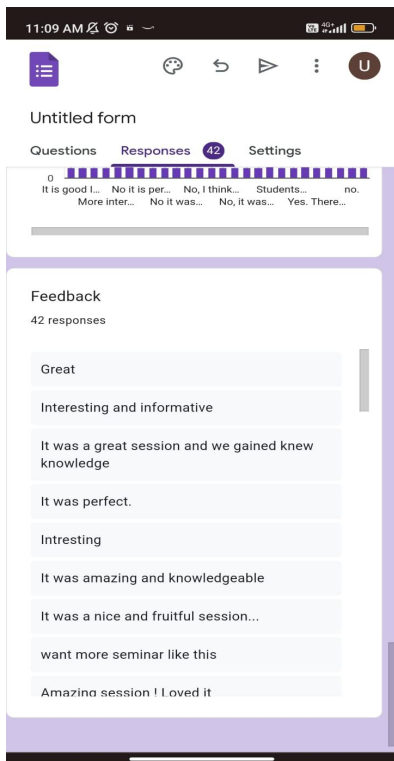 11:09 AM
4G+
U
Untitled form
Questions Responses 42 Settings
0
It is good I... No it is per... No, I think... Students... no.
More inter... No it was... No, it was... Yes. There...
Feedback
42 responses
Great
Interesting and informative
It was a great session and we gained knew
knowledge
It was perfect.
Intresting
It was amazing and knowledgeable
It was a nice and fruitful session...
want more seminar like this
Amazing session ! Loved it